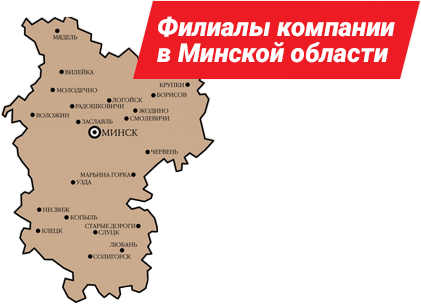 Филиалы компании
в Минской области
МЯДЕЛЬ
ВИЛЕЙКА
КРУПКИ
МОЛОДЕЧНО
БОРИСОВ
ЛОГОЙСК
РАДОШКОВИЧИ
ЖОДИНО
ВОЛОЖИН
СМОЛЕВИЧИ
ЗАСЛАВЛЬ
МИНСК
ЧЕРВЕНЬ
МАРЬИНА ГОРКА
УЗДА
НЕСВИЖ
КОПЫЛЬ
СТАРЫЕ ДОРОГИ
КЛЕЦК
СЛУЦК
ЛЮБАНЬ
СОЛИГОРСК